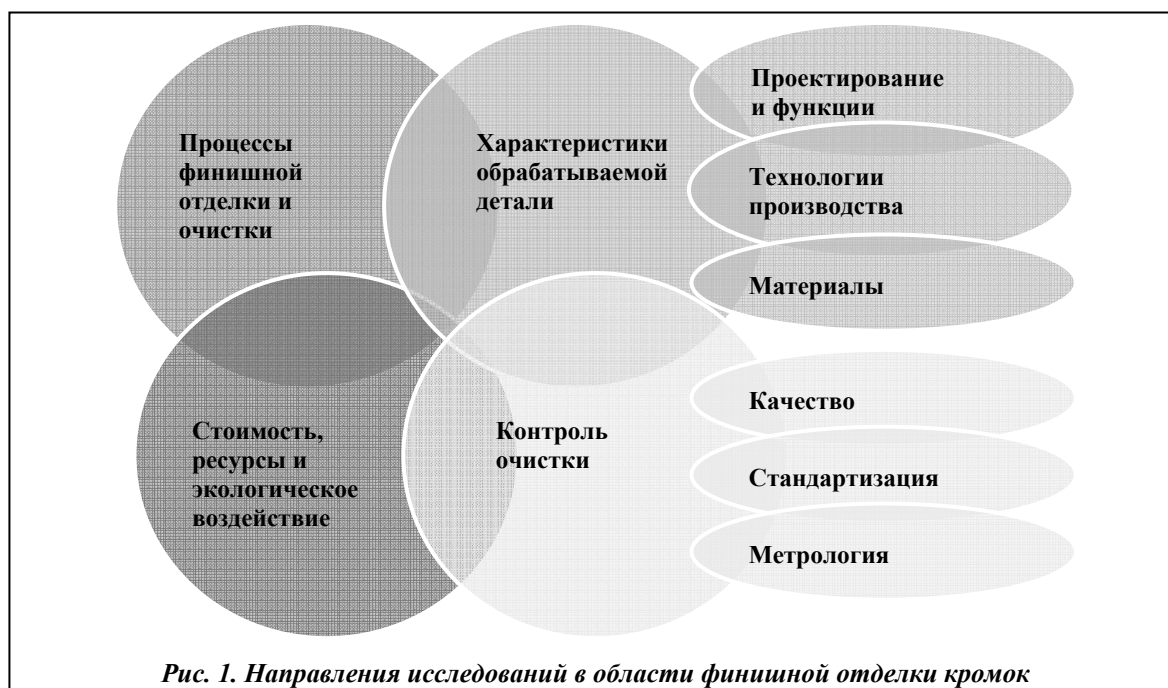 Процессы
финишной
отделки и
очистки
Характеристики
обрабатываемой
детали
Проектирование
и функции
Технологии
производства
Материалы
Стоимость,
ресурсы и
экологическое
воздействие
Контроль
очистки
Качество
Стандартизация
Метрология
Рис. 1. Направления исследований в области финишной отделки кромок